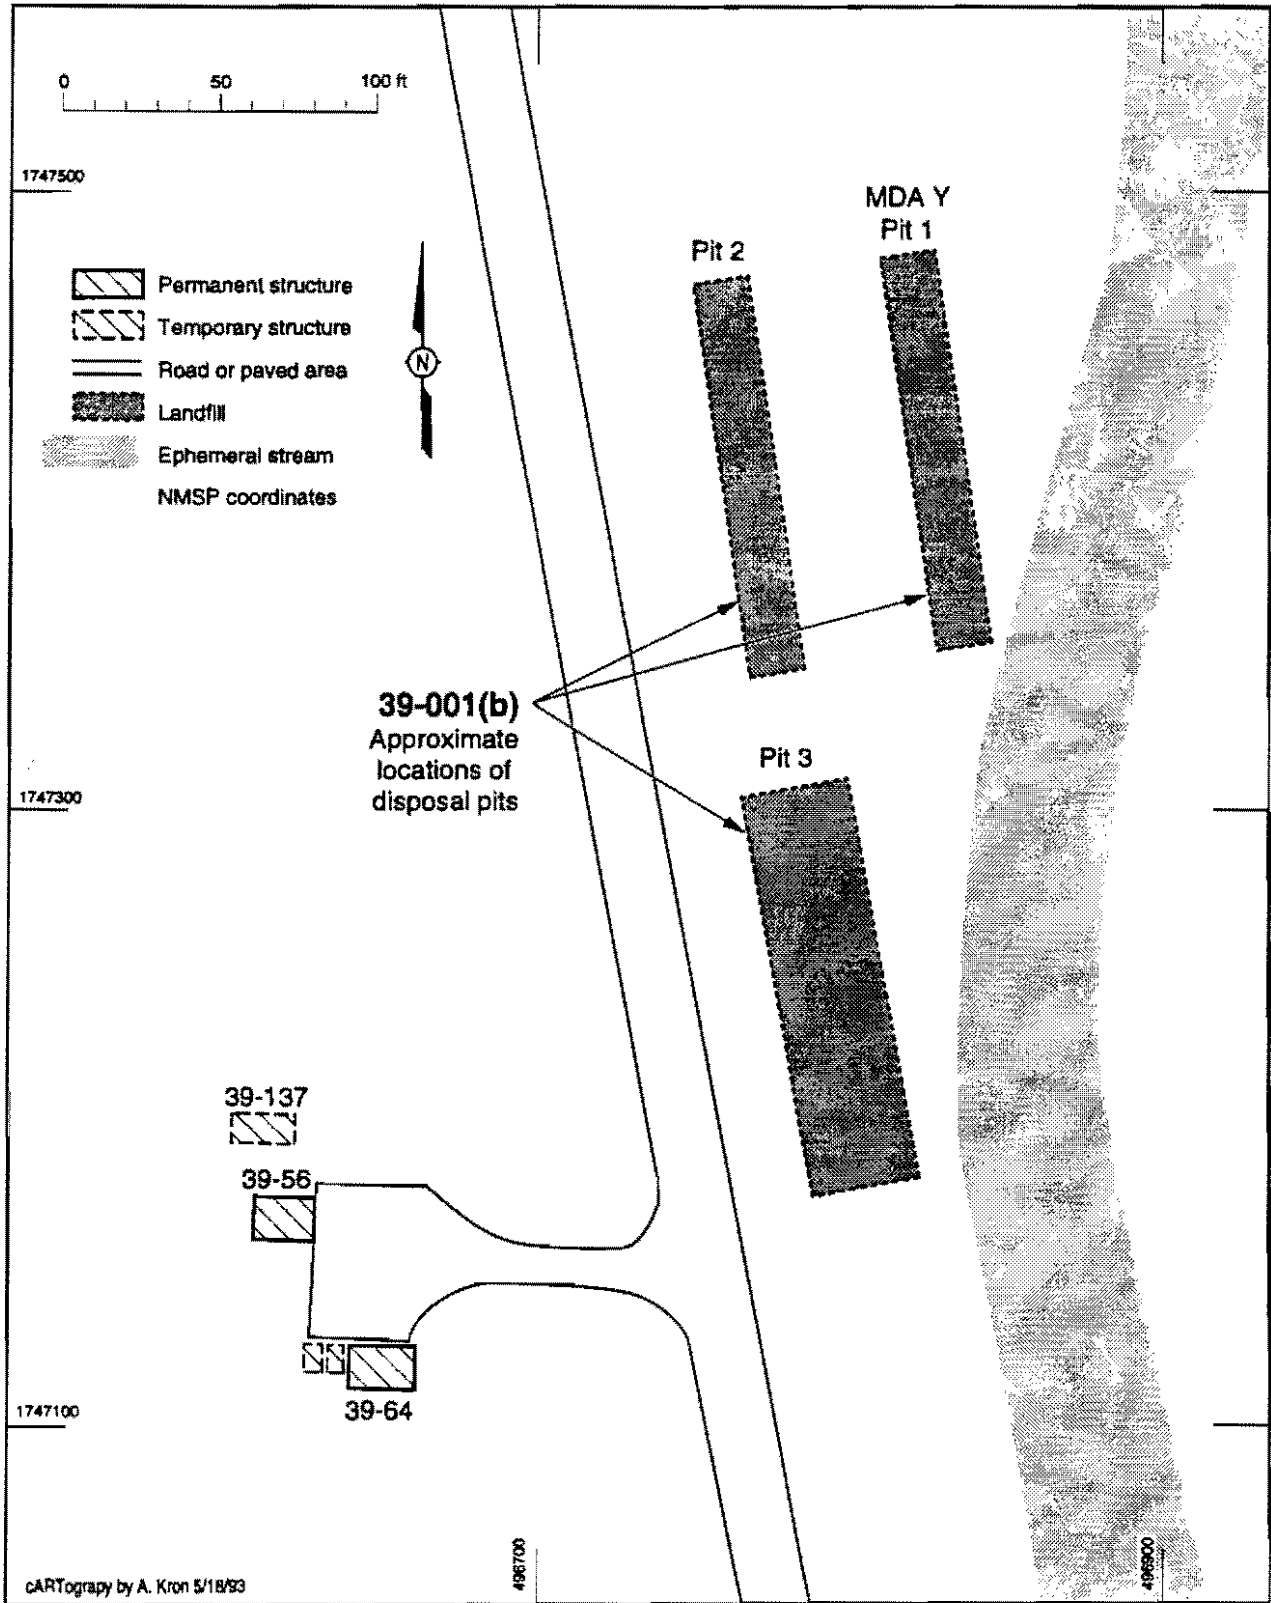 0 50 100 ft
1747500
MDA Y
Pit 1
Pit 2
Permanent structure
Temporary structure
Road or paved area
Landfill
Ephemeral stream
NMSP coordinates
N
39-001(b)
Approximate
locations of
disposal pits
Pit 3
1747300
39-137
39-56
39-64
1747100
496700
496900
cARTograpy by A. Kron 5/18/93